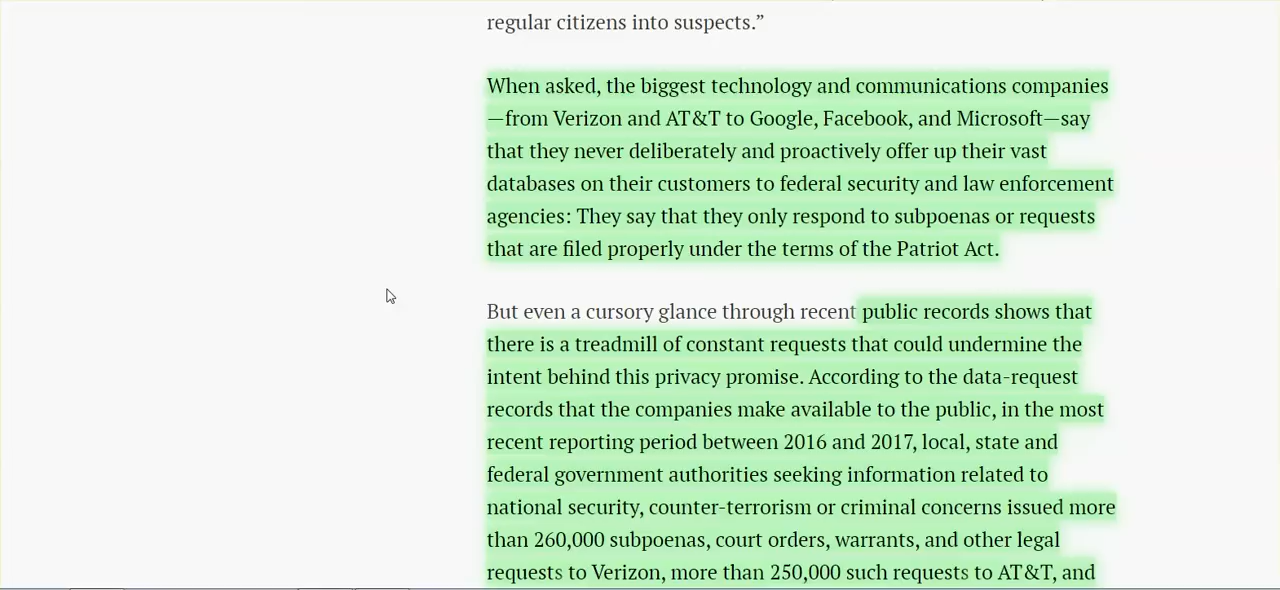 regular citizens into suspects.”
When asked, the biggest technology and communications companies
—from Verizon and AT&T to Google, Facebook, and Microsoft—say
that they never deliberately and proactively offer up their vast
databases on their customers to federal security and law enforcement
agencies: They say that they only respond to subpoenas or requests
that are filed properly under the terms of the Patriot Act.
But even a cursory glance through recent public records shows that
there is a treadmill of constant requests that could undermine the
intent behind this privacy promise. According to the data-request
records that the companies make available to the public, in the most
recent reporting period between 2016 and 2017, local, state and
federal government authorities seeking information related to
national security, counter-terrorism or criminal concerns issued more
than 260,000 subpoenas, court orders, warrants, and other legal
requests to Verizon, more than 250,000 such requests to AT&T, and